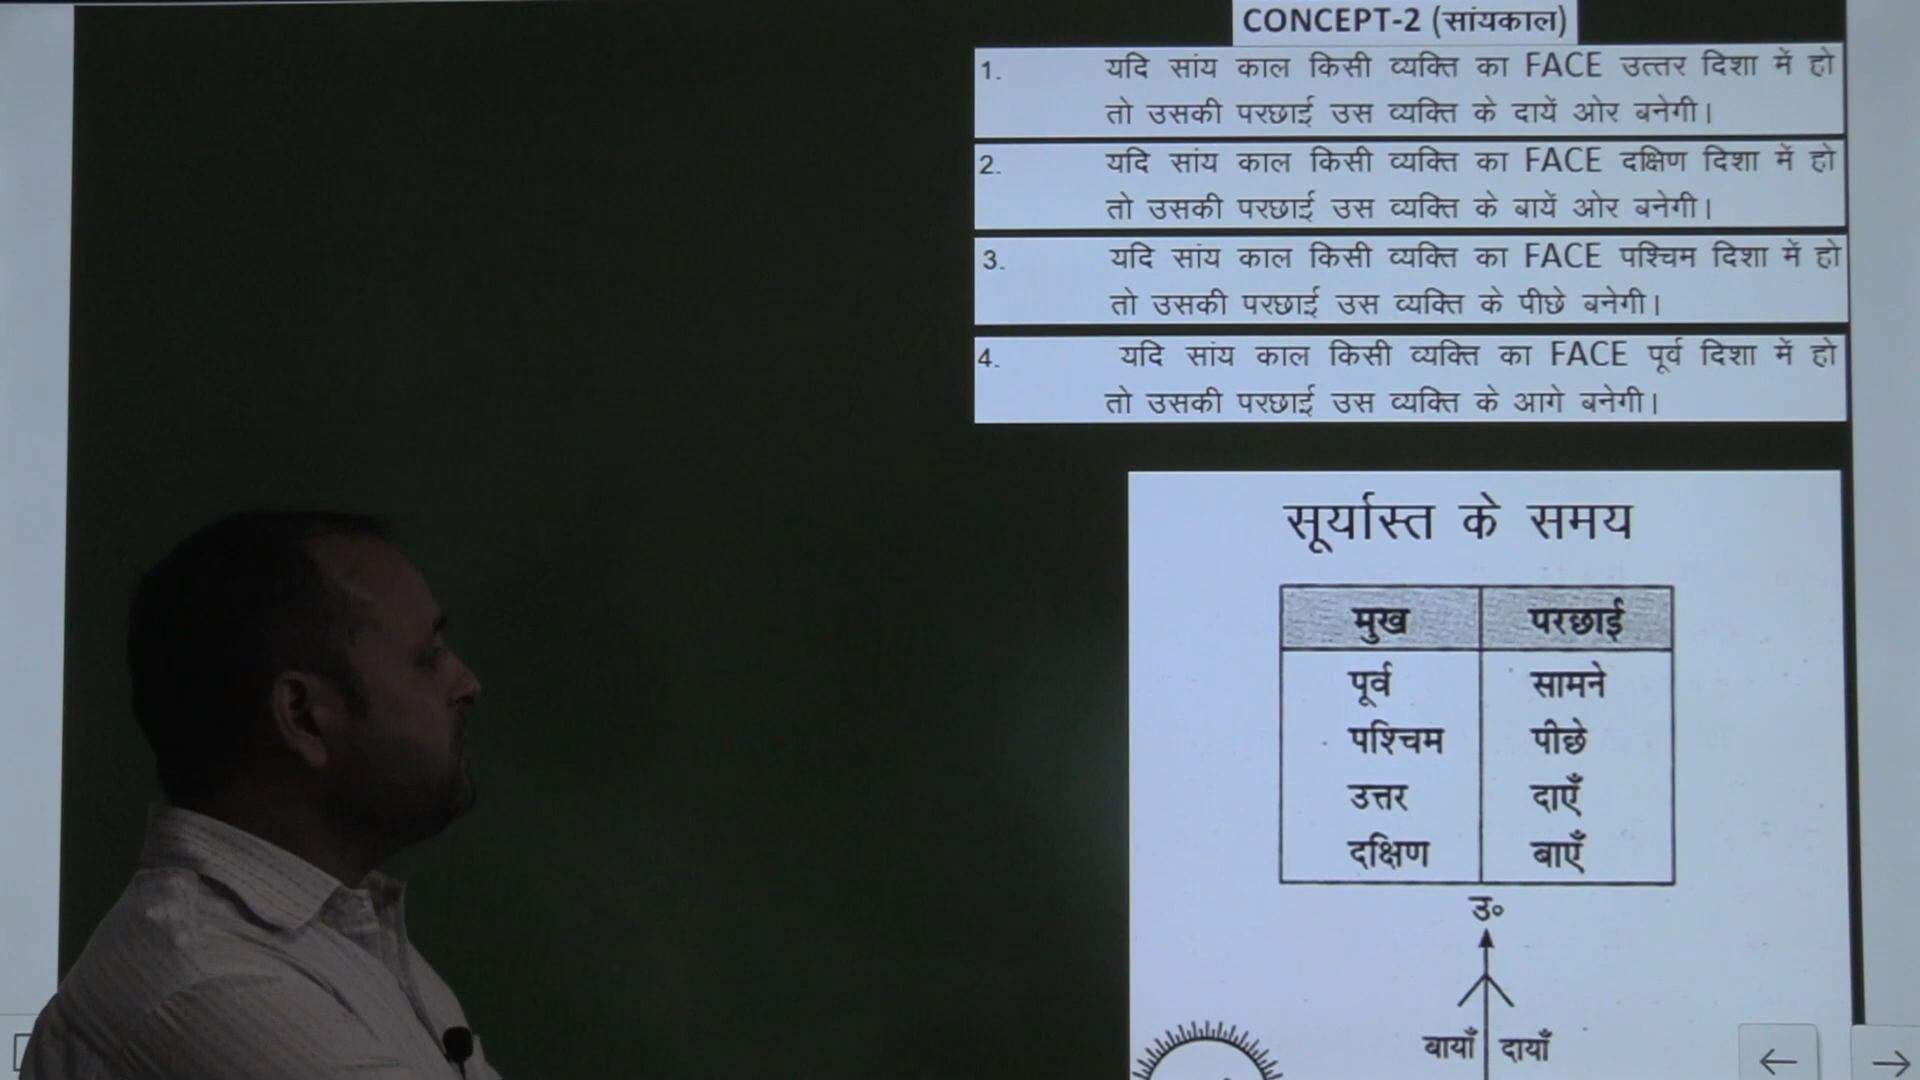 CONCEPT-2 (सांयकाल)
1. यदि सांय काल किसी व्यक्ति का FACE उत्तर दिशा में हो
तो उसकी परछाई उस व्यक्ति के दायें ओर बनेगी।
2. यदि सांय काल किसी व्यक्ति का FACE दक्षिण दिशा में हो
तो उसकी परछाई उस व्यक्ति के बायें ओर बनेगी।
3. यदि सांय काल किसी व्यक्ति का FACE पश्चिम दिशा में हो
तो उसकी परछाई उस व्यक्ति के पीछे बनेगी।
4. यदि सांय काल किसी व्यक्ति का FACE पूर्व दिशा में हो
तो उसकी परछाई उस व्यक्ति के आगे बनेगी।
सूर्यास्त के समय
मुख परछाई
पूर्व सामने
पश्चिम पीछे
उत्तर दाएँ
दक्षिण बाएँ
उ०
बायाँ दायाँ